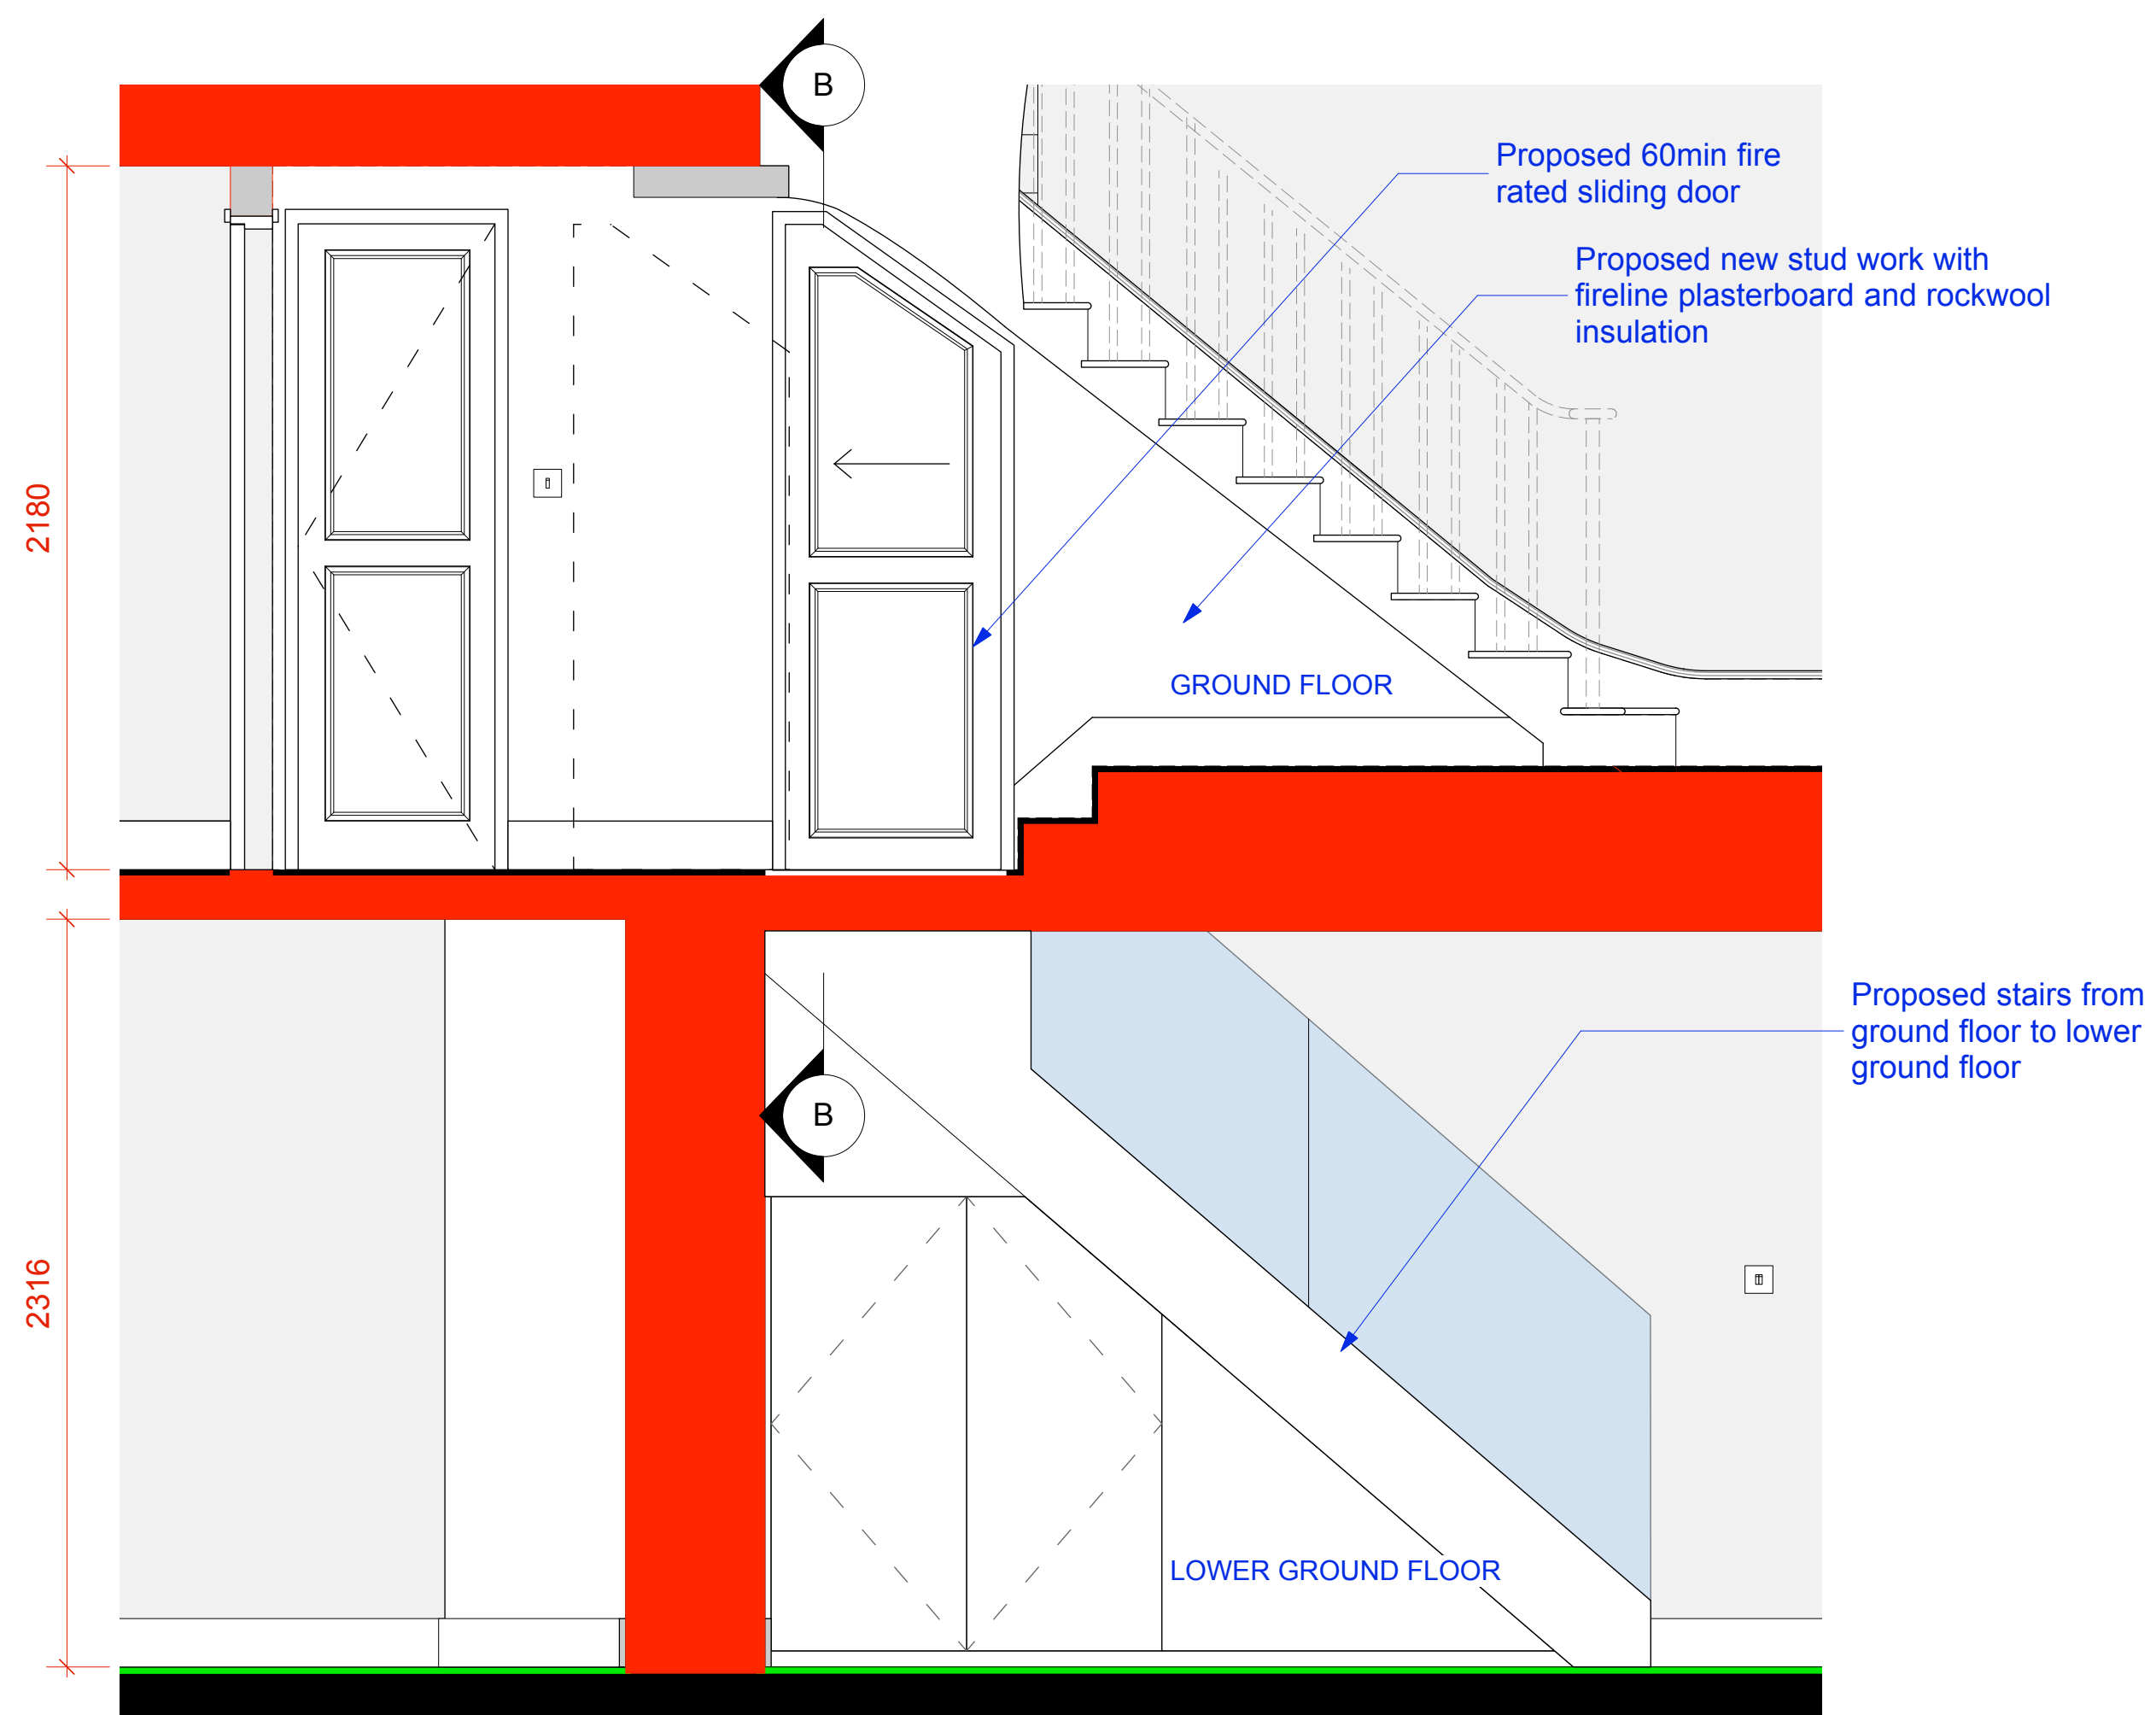 B
Proposed 60min fire
rated sliding door
Proposed new stud work with
fireline plasterboard and rockwool
insulation
2180
GROUND FLOOR
Proposed stairs from
ground floor to lower
ground floor
B
2316
LOWER GROUND FLOOR